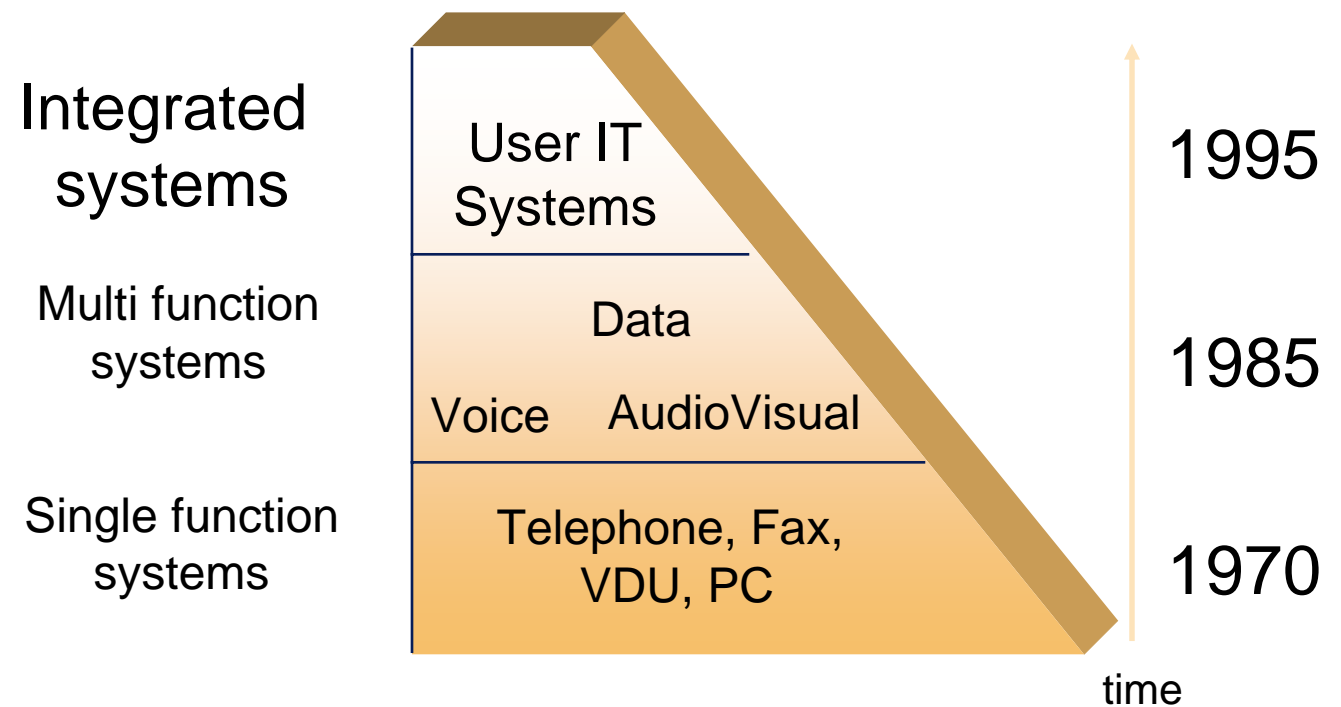 Integrated
systems
User IT
Systems
1995
Multi function
systems
Data
Voice AudioVisual
1985
Single function
systems
Telephone, Fax,
VDU, PC
1970
time